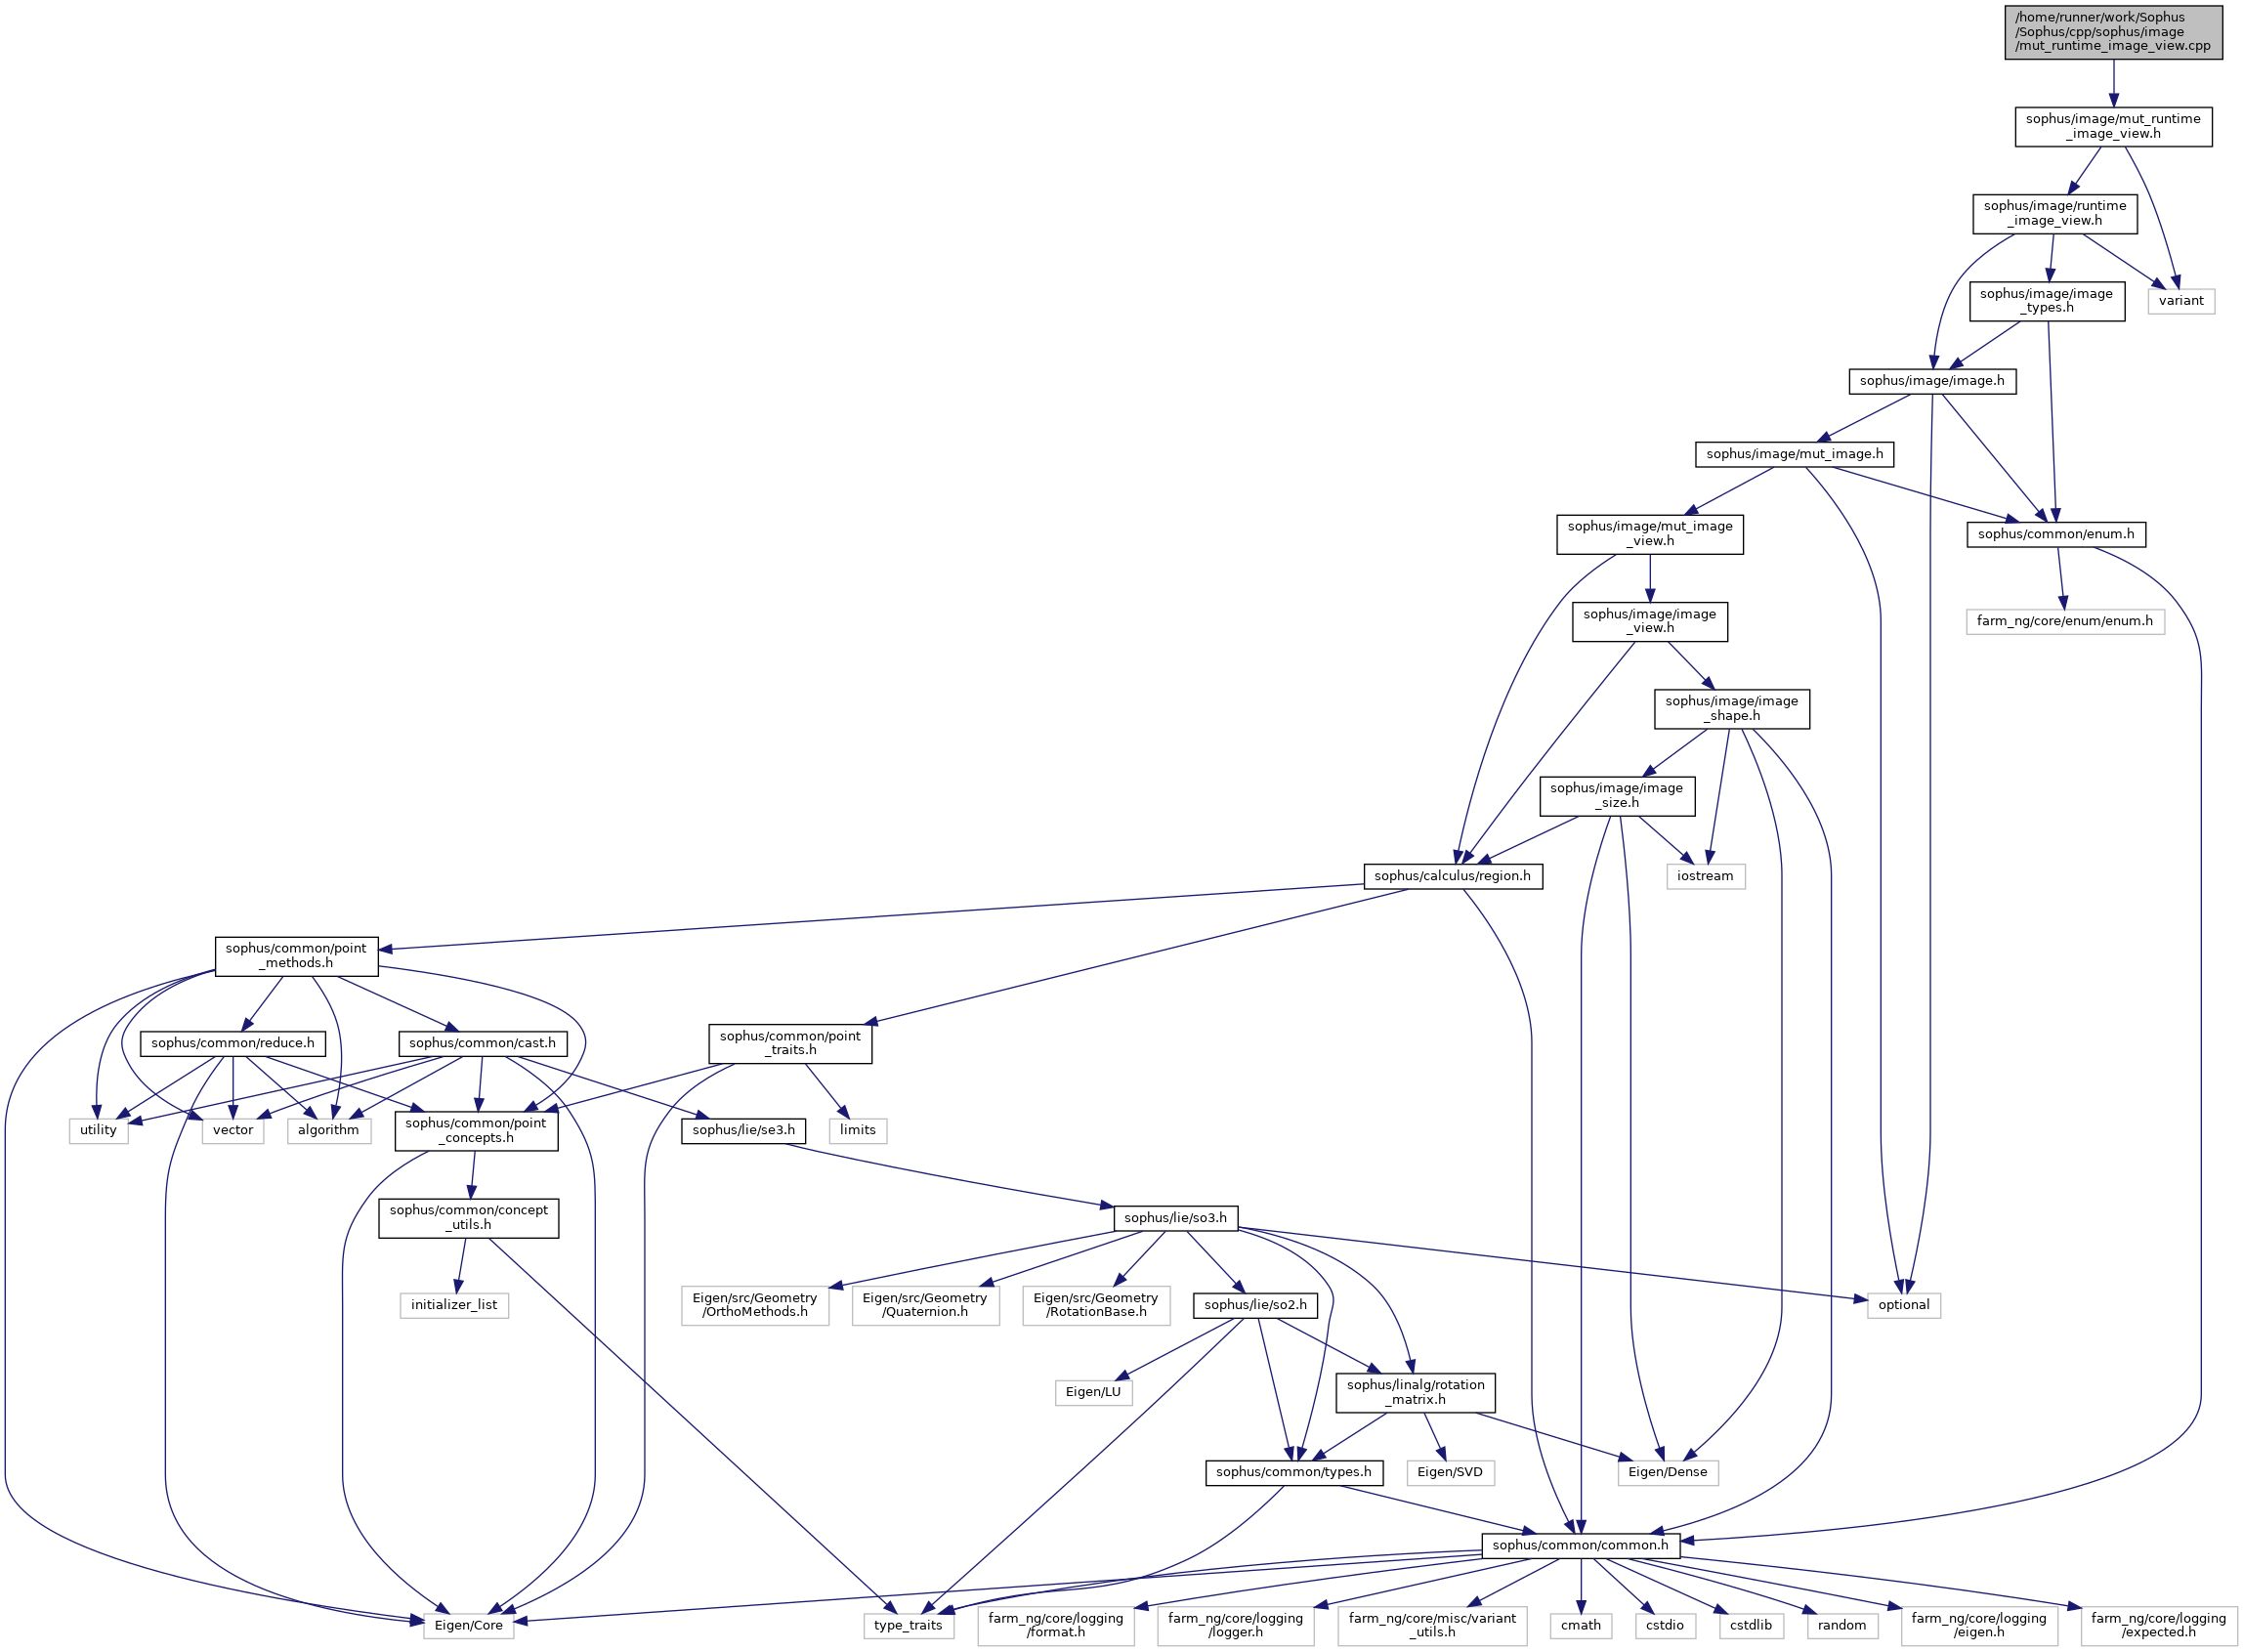 /home/runner/work/Sophus
/Sophus/cpp/sophus/image
/mut_runtime_image_view.cpp
sophus/image/mut_runtime
_image_view.h
sophus/image/runtime
_image_view.h
sophus/image/image
_types.h
variant
sophus/image/image.h
sophus/image/mut_image.h
sophus/image/mut_image
_view.h
sophus/common/enum.h
sophus/image/image
_view.h
farm_ng/core/enum/enum.h
sophus/image/image
_shape.h
sophus/image/image
_size.h
sophus/calculus/region.h
iostream
sophus/common/point
_methods.h
sophus/common/reduce.h
sophus/common/cast.h
sophus/common/point
_traits.h
utility
vector
algorithm
sophus/common/point
_concepts.h
sophus/lie/se3.h
limits
sophus/common/concept
_utils.h
sophus/lie/so3.h
initializer_list
Eigen/src/Geometry
/OrthoMethods.h
Eigen/src/Geometry
/Quaternion.h
Eigen/src/Geometry
/RotationBase.h
sophus/lie/so2.h
optional
Eigen/LU
sophus/linalg/rotation
_matrix.h
sophus/common/types.h
Eigen/SVD
Eigen/Dense
sophus/common/common.h
Eigen/Core
type_traits
farm_ng/core/logging
/format.h
farm_ng/core/logging
/logger.h
farm_ng/core/misc/variant
_utils.h
cmath
cstdio
cstdlib
random
farm_ng/core/logging
/eigen.h
farm_ng/core/logging
/expected.h